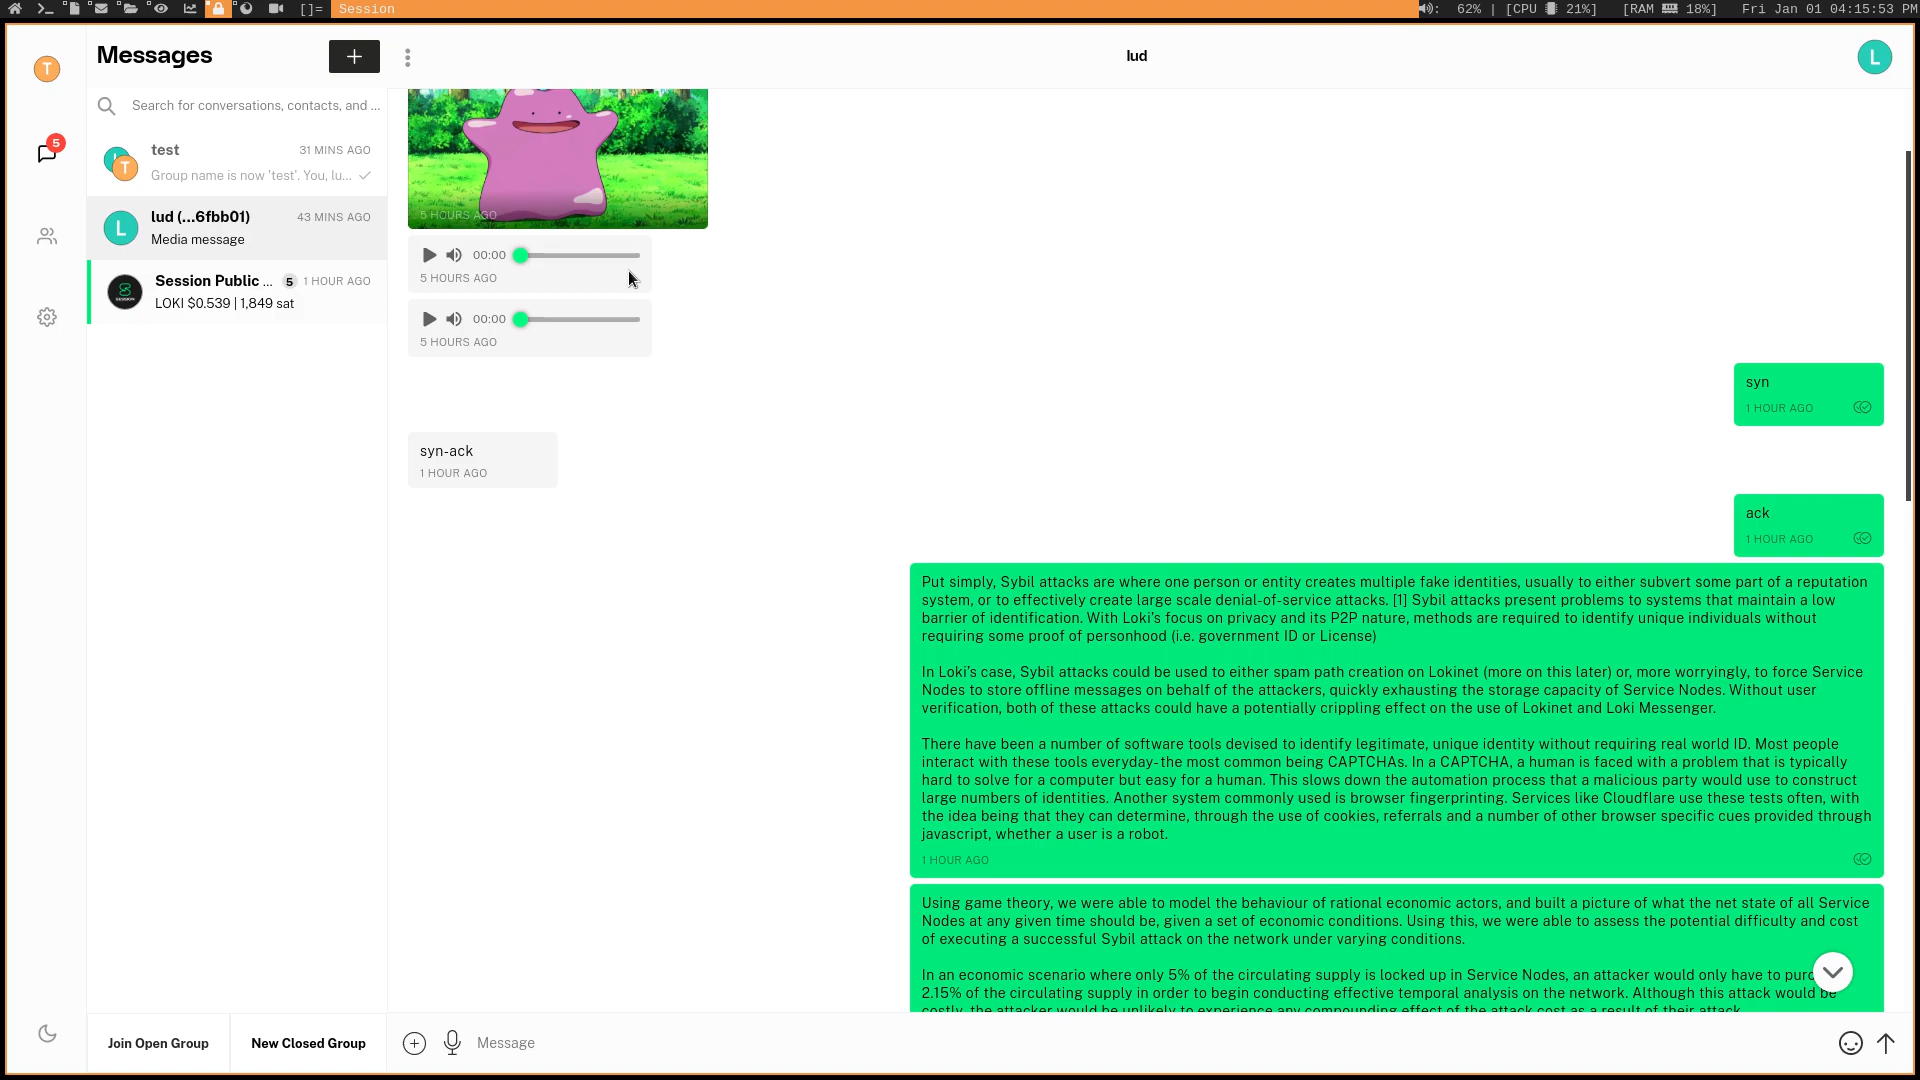 []= Session 62% | [CPU 21%] [RAM 18%] Fri Jan 01 04:15:53 PM
T
5
Messages
+
Search for conversations, contacts, and ...
test 31 MINS AGO
T
Group name is now 'test'. You, lu...
lud (...6fbb01) 43 MINS AGO
L
Media message
Session Public ... 5 1 HOUR AGO
SESSION
LOKI $0.539 | 1,849 sat
Join Open Group
New Closed Group
lud
L
5 HOURS AGO
00:00
5 HOURS AGO
00:00
5 HOURS AGO
syn
1 HOUR AGO
syn-ack
1 HOUR AGO
ack
1 HOUR AGO
Put simply, Sybil attacks are where one person or entity creates multiple fake identities, usually to either subvert some part of a reputation
system, or to effectively create large scale denial-of-service attacks. [1] Sybil attacks present problems to systems that maintain a low
barrier of identification. With Loki's focus on privacy and its P2P nature, methods are required to identify unique individuals without
requiring some proof of personhood (i.e. government ID or License)
In Loki's case, Sybil attacks could be used to either spam path creation on Lokinet (more on this later) or, more worryingly, to force Service
Nodes to store offline messages on behalf of the attackers, quickly exhausting the storage capacity of Service Nodes. Without user
verification, both of these attacks could have a potentially crippling effect on the use of Lokinet and Loki Messenger.
There have been a number of software tools devised to identify legitimate, unique identity without requiring real world ID. Most people
interact with these tools everyday-the most common being CAPTCHAs. In a CAPTCHA, a human is faced with a problem that is typically
hard to solve for a computer but easy for a human. This slows down the automation process that a malicious party would use to construct
large numbers of identities. Another system commonly used is browser fingerprinting. Services like Cloudflare use these tests often, with
the idea being that they can determine, through the use of cookies, referrals and a number of other browser specific cues provided through
javascript, whether a user is a robot.
1 HOUR AGO
Using game theory, we were able to model the behaviour of rational economic actors, and built a picture of what the net state of all Service
Nodes at any given time should be, given a set of economic conditions. Using this, we were able to assess the potential difficulty and cost
of executing a successful Sybil attack on the network under varying conditions.
In an economic scenario where only 5% of the circulating supply is locked up in Service Nodes, an attacker would only have to
2.15% of the circulating supply in order to begin conducting effective temporal analysis on the network. Although this attack would be
costly, the attacker would be unlikely to experience any compounding effect of the attack cost as a result of their attack.
Message